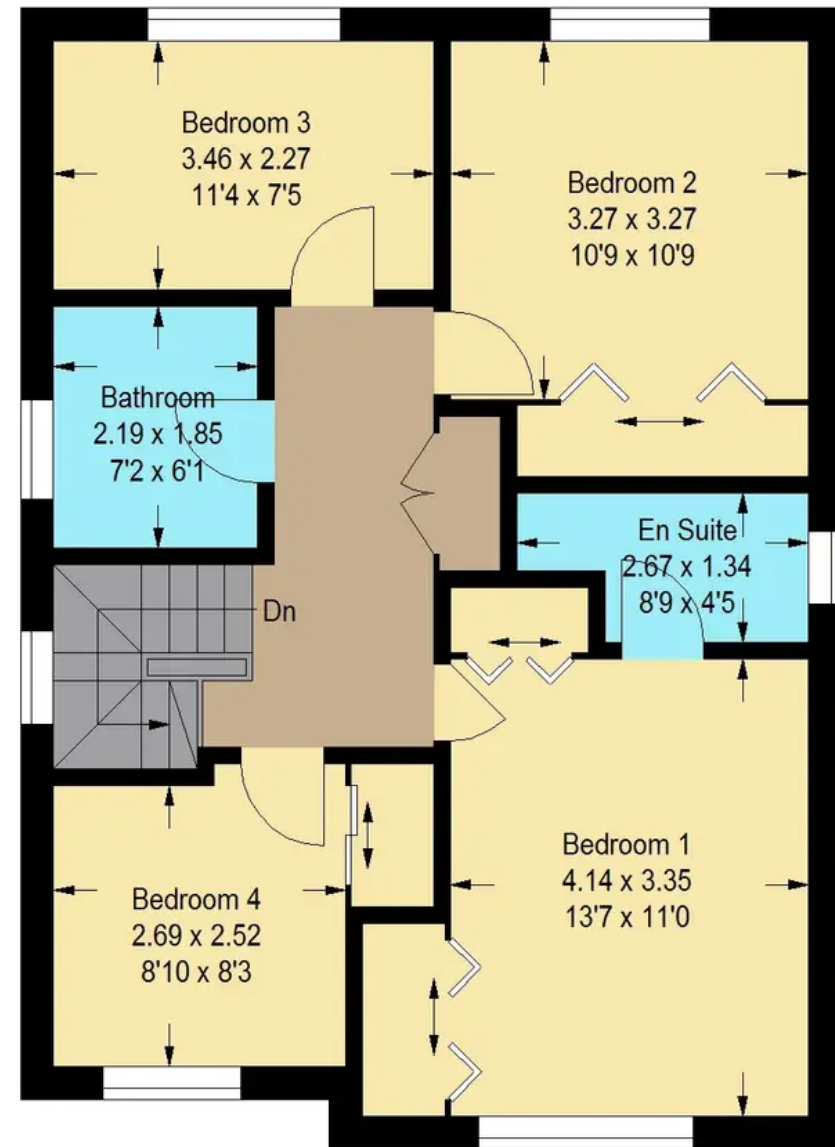 Bedroom 3
3.46 x 2.27
11'4 x 7'5
Bedroom 2
3.27 x 3.27
10'9 x 10'9
Bathroom
2.19 x 1.85
7'2 x 6'1
En Suite
2.67 x 1.34
8'9 x 4'5
Dn
Bedroom 1
4.14 x 3.35
13'7 x 11'0
Bedroom 4
2.69 x 2.52
8'10 x 8'3